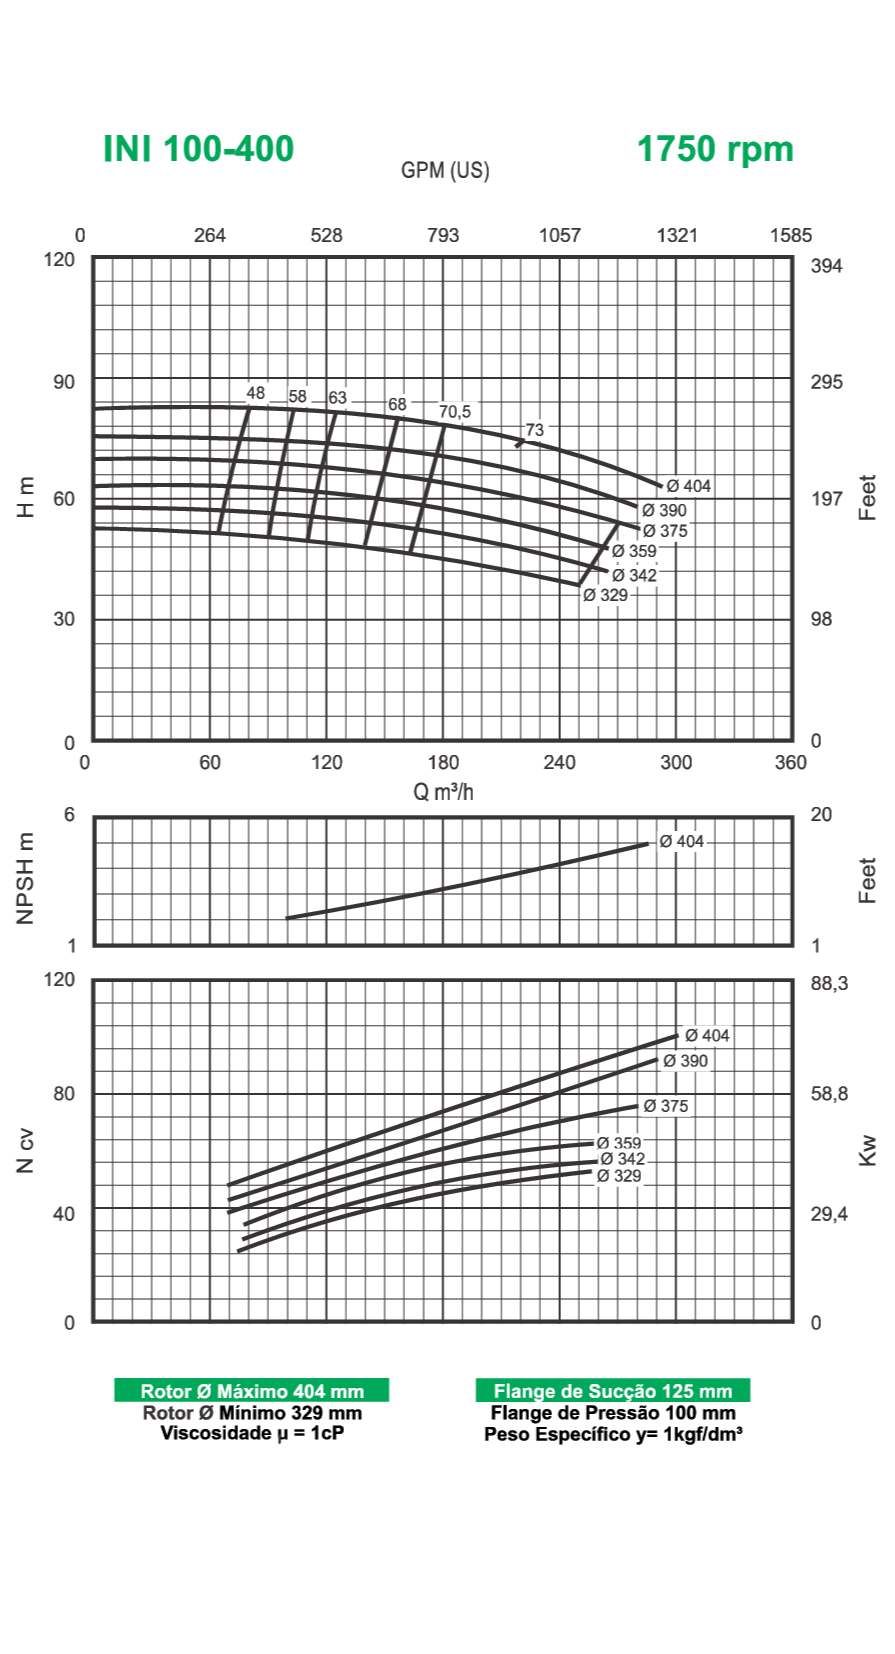 INI 100-400 1750 rpm
GPM (US)
0 264 528 793 1057 1321 1585
120 394
90 295
48 58 63 68 70,5 73
H m
60 197
Feet
Ø 404
Ø 390
Ø 375
Ø 359
Ø 342
Ø 329
30 98
0 0
0 60 120 180 240 300 360
Q m³/h
6 20
NPSH m
Ø 404
Feet
1 1
120 88,3
Ø 404
Ø 390
80 58,8
Ø 375
N cv
Ø 359
Kw
Ø 342
Ø 329
40 29,4
0 0
Rotor Ø Máximo 404 mm
Rotor Ø Mínimo 329 mm
Viscosidade µ = 1cP
Flange de Sucção 125 mm
Flange de Pressão 100 mm
Peso Específico y= 1kgf/dm³